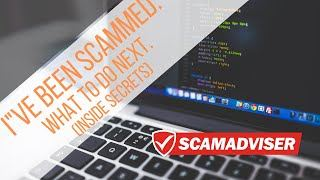 I"VE BEEN SCAMMED.
WHAT TO DO NEXT.
(INSIDE SECRETS)
SCAMADVISER